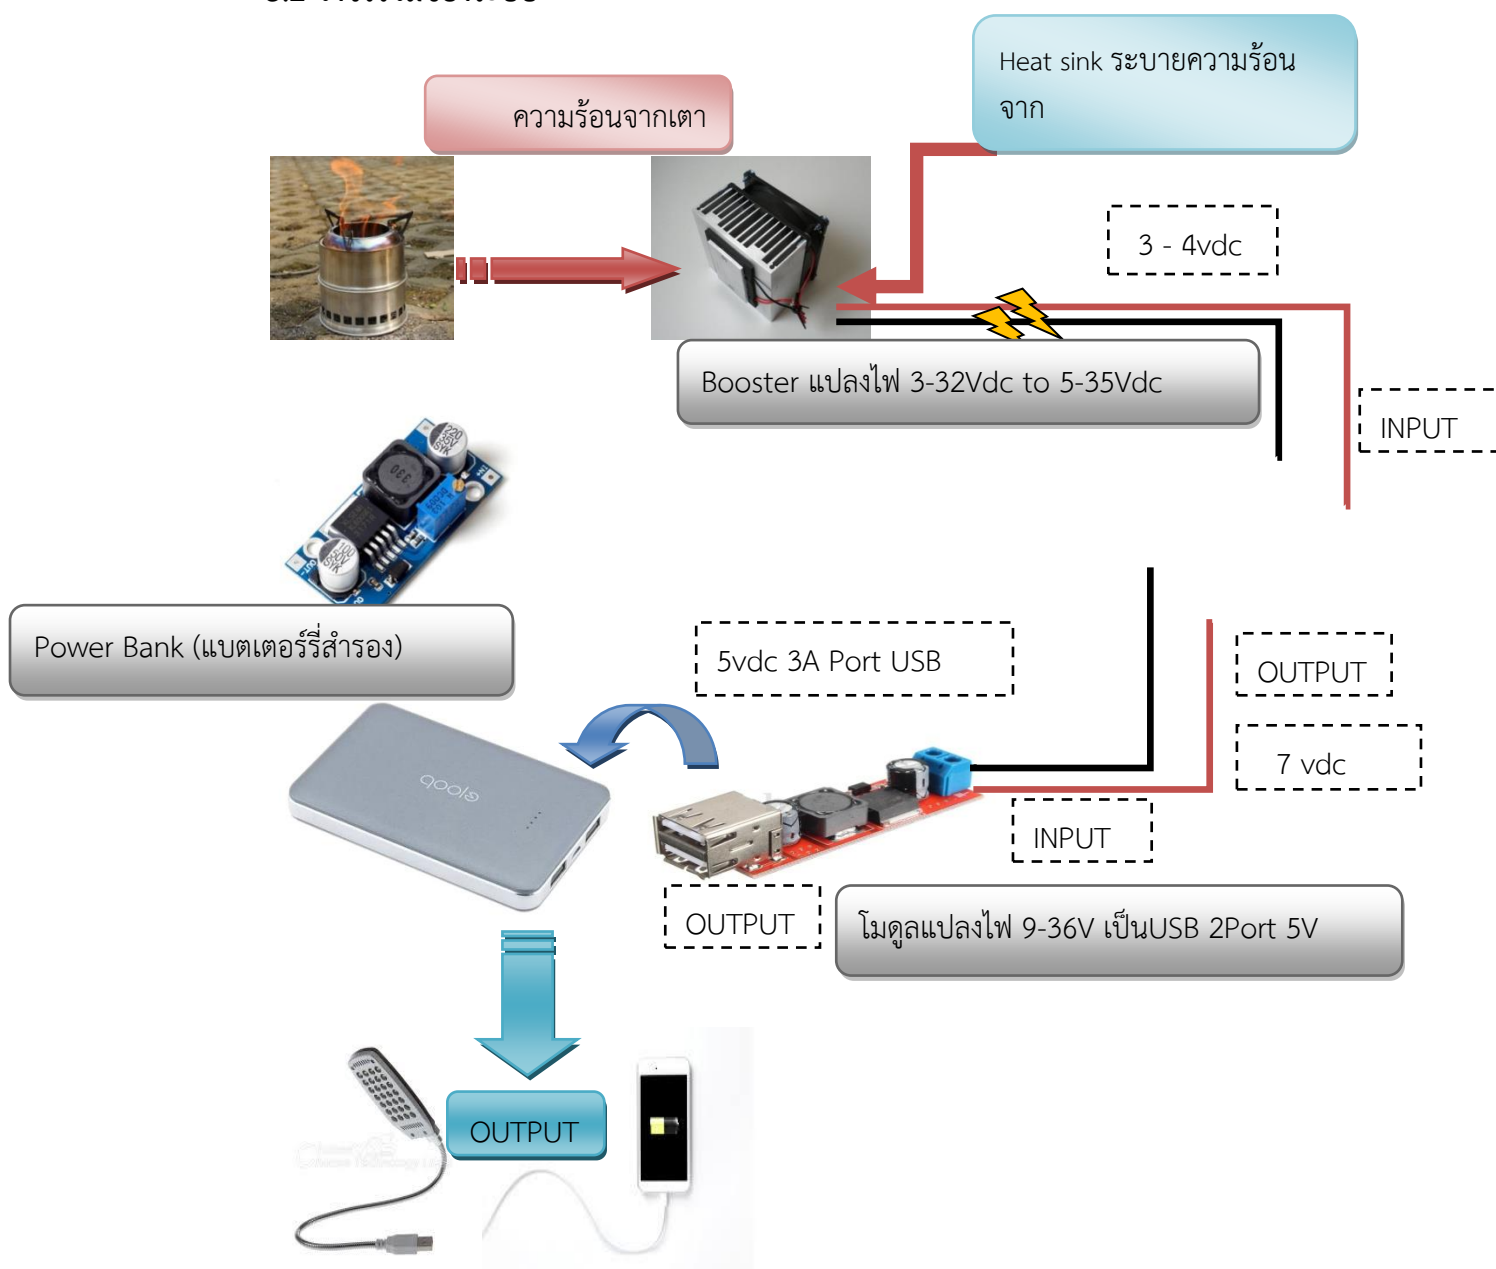 Heat sink ระบายความร้อน
จาก
ความร้อนจากเตา
3 - 4vdc
Booster แปลงไฟ 3-32Vdc to 5-35Vdc
INPUT
Power Bank (แบตเตอร์รี่สำรอง)
5vdc 3A Port USB
OUTPUT
7 vdc
qoolo
INPUT
OUTPUT
โมดูลแปลงไฟ 9-36V เป็นUSB 2Port 5V
OUTPUT